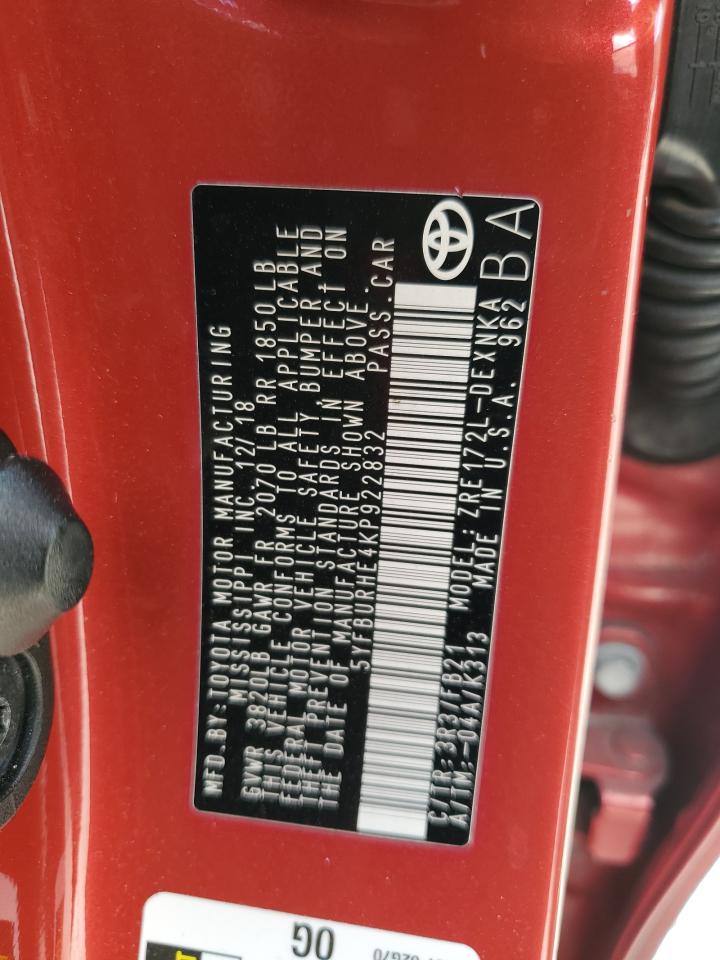 MFD.BY:TOYOTA MOTOR MANUFACTURING
MISSISSIPPI, INC. 12/18
GVWR 3820LB GAWR FR 2070 LB RR 1850 LB
THIS VEHICLE CONFORMS TO ALL APPLICABLE
FEDERAL MOTOR VEHICLE SAFETY, BUMPER, AND
THEFT PREVENTION STANDARDS IN EFFECT ON
THE DATE OF MANUFACTURE SHOWN ABOVE.
5YFBURHE4KP922832 PASS.CAR
C/TR:3R3/FB21 MODEL: ZRE172L-DEXNKA
A/TM:-04A/K313 MADE IN U.S.A. 962
BA
OG
02G70